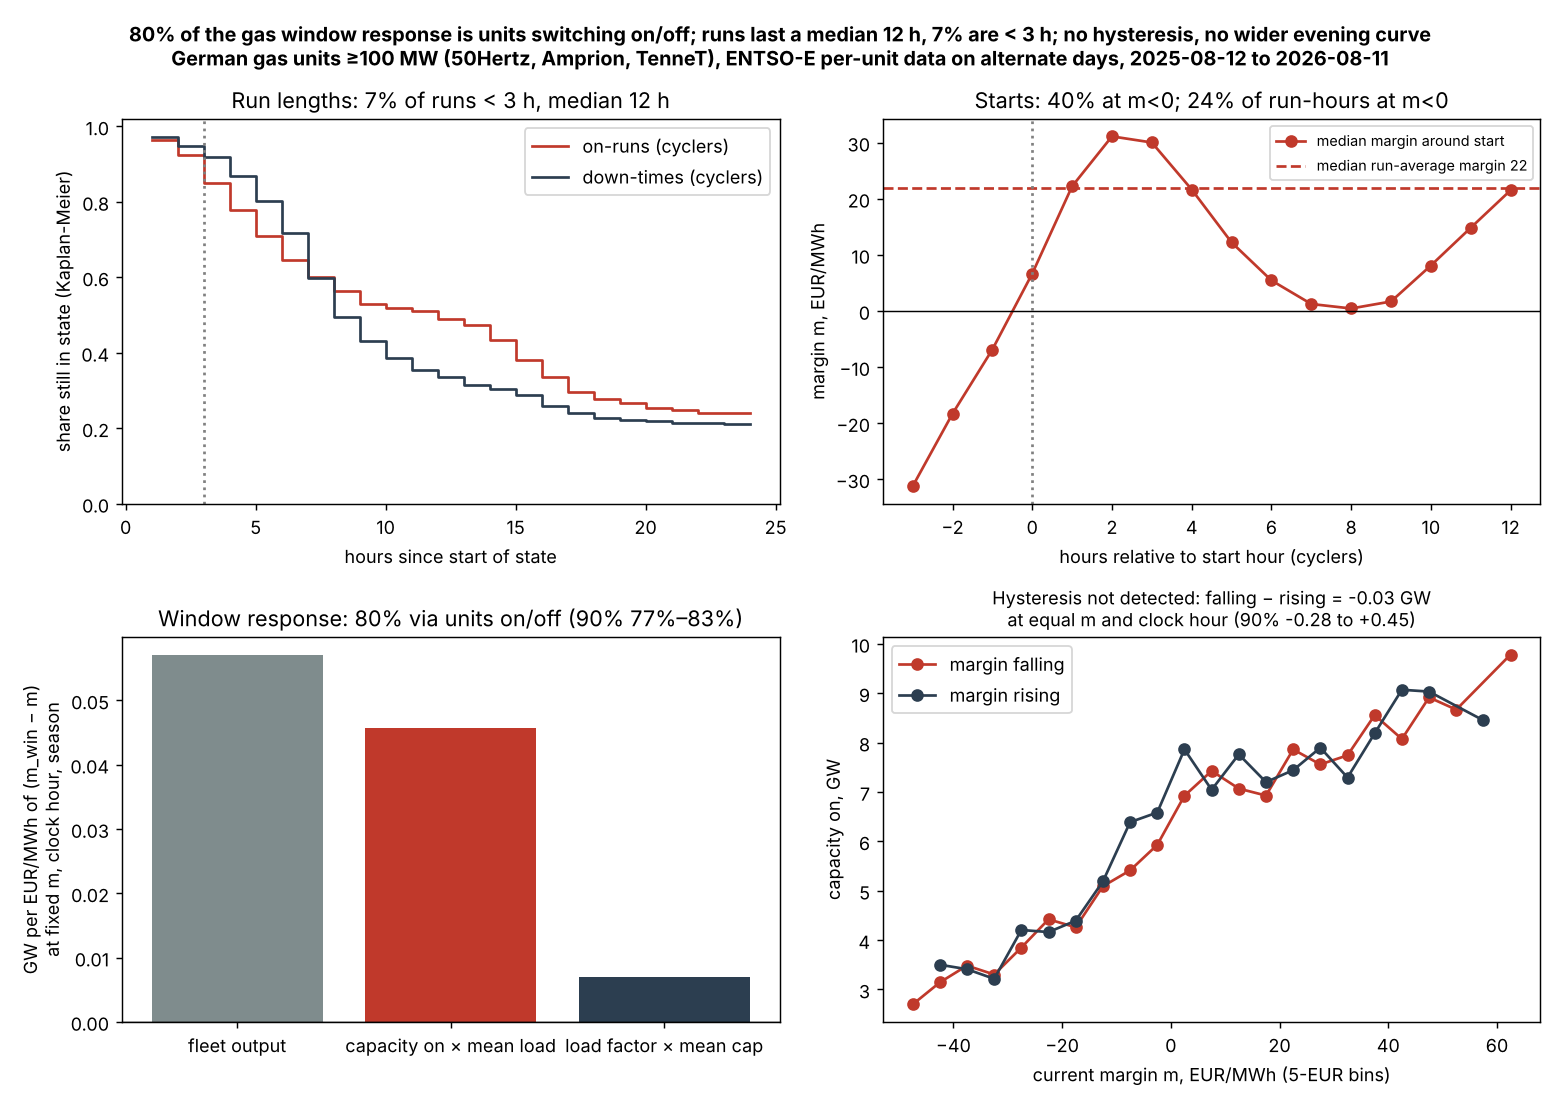 80% of the gas window response is units switching on/off; runs last a median 12 h, 7% are < 3 h; no hysteresis, no wider evening curve
German gas units ≥100 MW (50Hertz, Amprion, TenneT), ENTSO-E per-unit data on alternate days, 2025-08-12 to 2026-08-11
Run lengths: 7% of runs < 3 h, median 12 h
share still in state (Kaplan-Meier)
1.0
0.8
0.6
0.4
0.2
0.0
on-runs (cyclers)
down-times (cyclers)
0 5 10 15 20 25
hours since start of state
Starts: 40% at m<0; 24% of run-hours at m<0
margin m, EUR/MWh
30
20
10
0
−10
−20
−30
median margin around start
median run-average margin 22
−2 0 2 4 6 8 10 12
hours relative to start hour (cyclers)
Window response: 80% via units on/off (90% 77%–83%)
GW per EUR/MWh of (m_win − m)
at fixed m, clock hour, season
0.05
0.04
0.03
0.02
0.01
0.00
fleet output
capacity on × mean load
load factor × mean cap
Hysteresis not detected: falling − rising = -0.03 GW
at equal m and clock hour (90% -0.28 to +0.45)
capacity on, GW
10
9
8
7
6
5
4
3
margin falling
margin rising
−40 −20 0 20 40 60
current margin m, EUR/MWh (5-EUR bins)